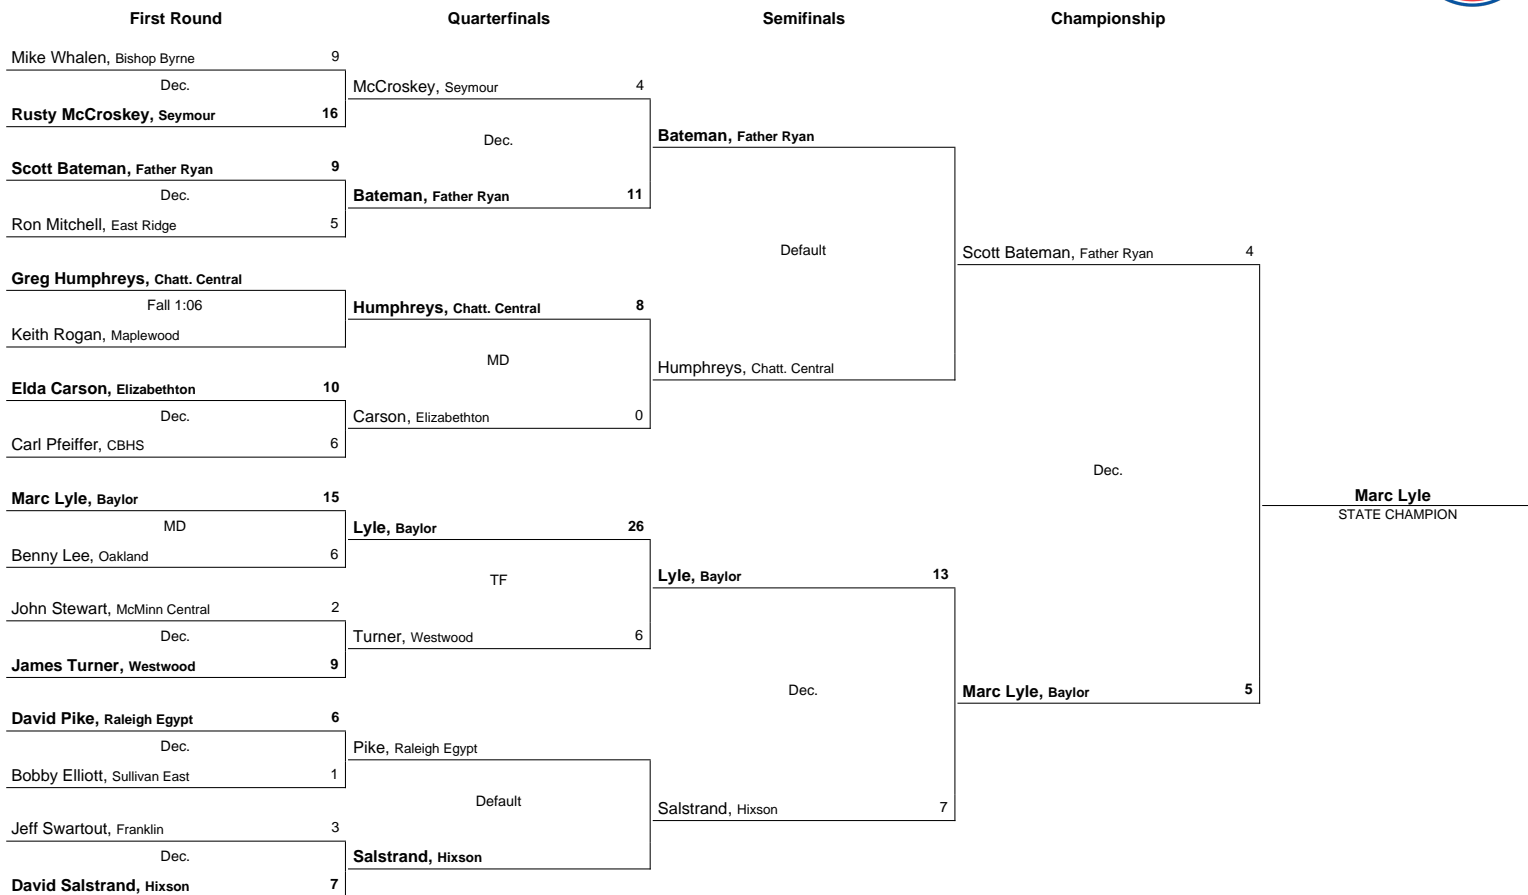 First Round Quarterfinals Semifinals Championship
Mike Whalen, Bishop Byrne 9
Dec.
Rusty McCroskey, Seymour 16
Scott Bateman, Father Ryan 9
Dec.
Ron Mitchell, East Ridge 5
Greg Humphreys, Chatt. Central
Fall 1:06
Keith Rogan, Maplewood
Elda Carson, Elizabethton 10
Dec.
Carl Pfeiffer, CBHS 6
Marc Lyle, Baylor 15
MD
Benny Lee, Oakland 6
John Stewart, McMinn Central 2
Dec.
James Turner, Westwood 9
David Pike, Raleigh Egypt 6
Dec.
Bobby Elliott, Sullivan East 1
Jeff Swartout, Franklin 3
Dec.
David Salstrand, Hixson 7
McCroskey, Seymour 4
Dec.
Bateman, Father Ryan 11
Humphreys, Chatt. Central 8
MD
Carson, Elizabethton 0
Lyle, Baylor 26
TF
Turner, Westwood 6
Pike, Raleigh Egypt
Default
Salstrand, Hixson
Bateman, Father Ryan
Default
Humphreys, Chatt. Central
Lyle, Baylor 13
Dec.
Salstrand, Hixson 7
Scott Bateman, Father Ryan 4
Dec.
Marc Lyle, Baylor 5
Marc Lyle
STATE CHAMPION